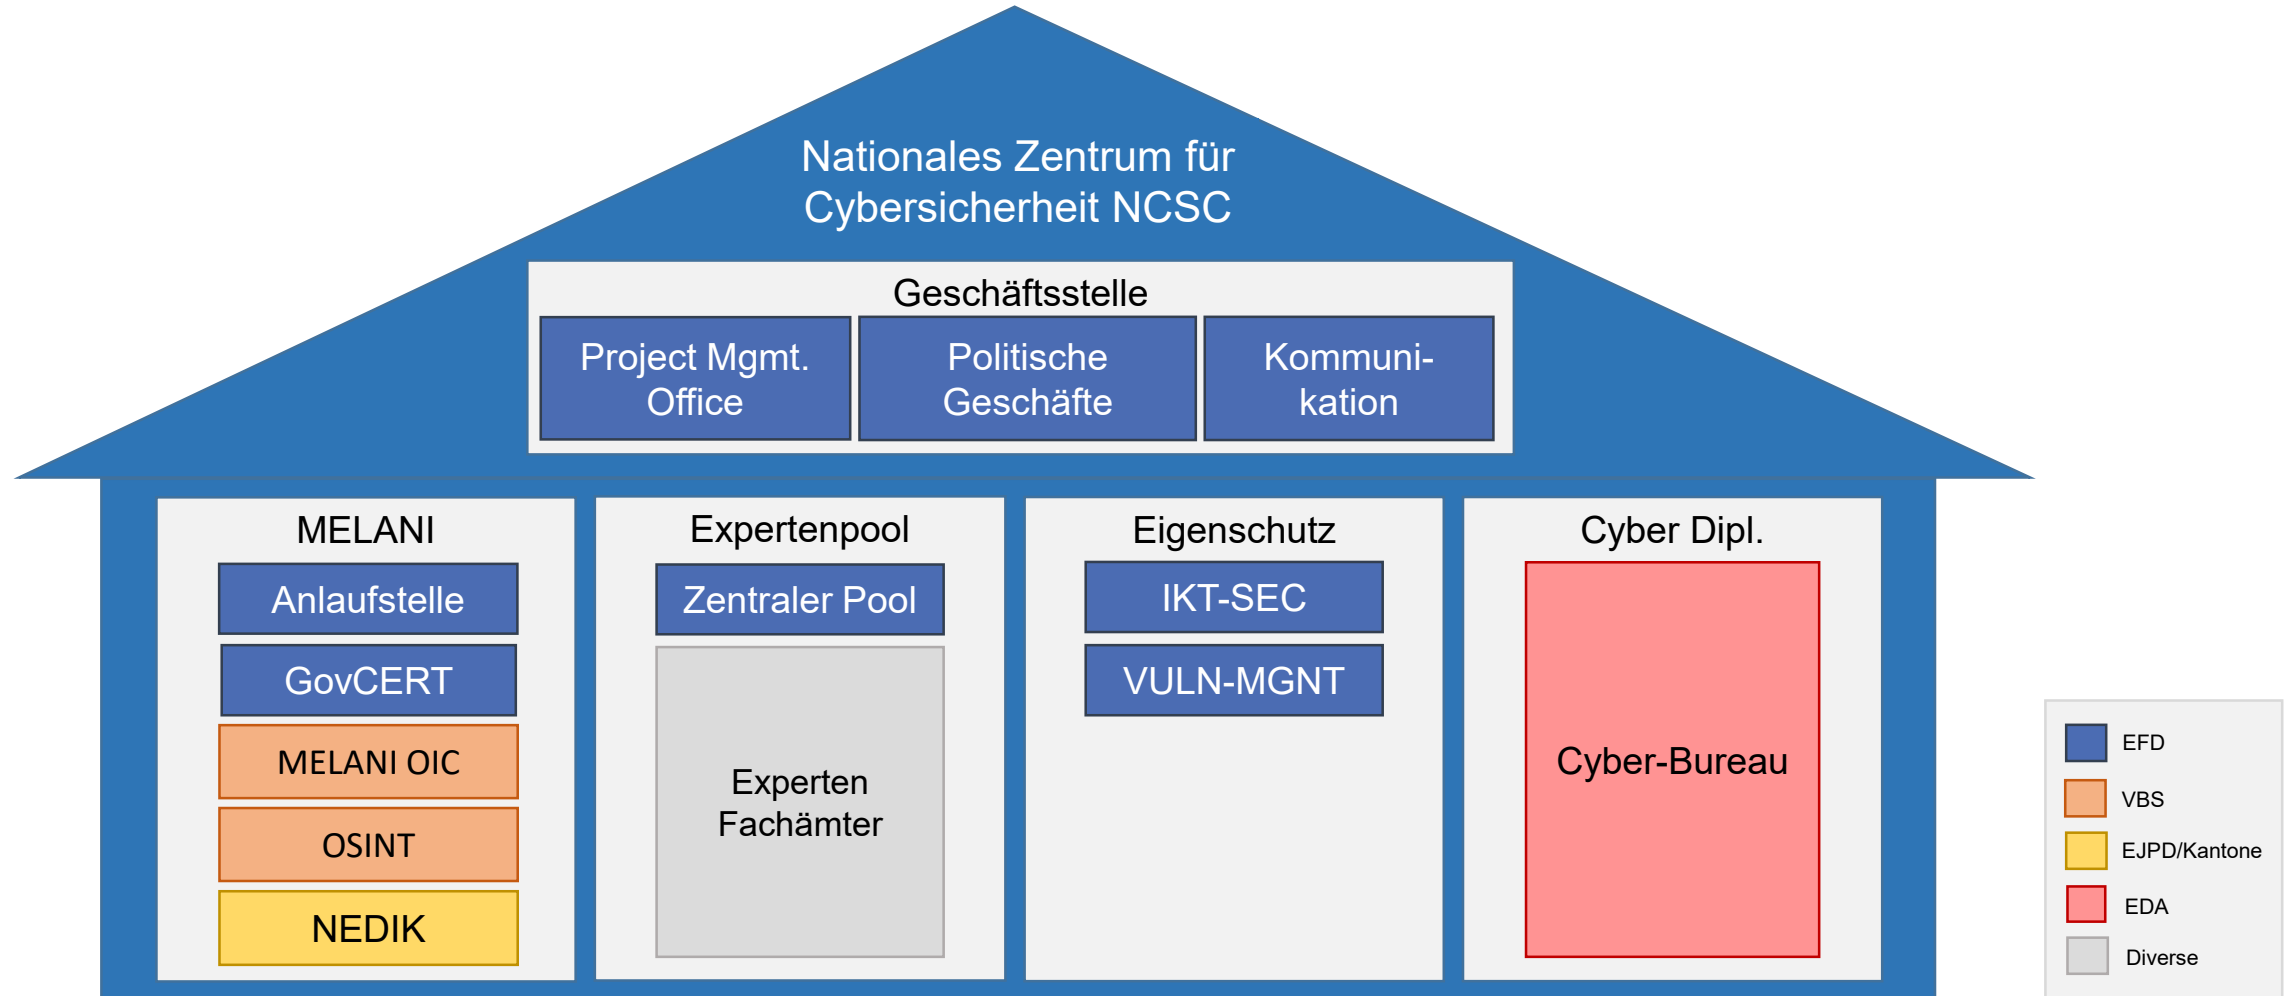 Nationales Zentrum für
Cybersicherheit NCSC
Geschäftsstelle
Project Mgmt.
Office
Politische
Geschäfte
Kommuni-
kation
MELANI
Anlaufstelle
GovCERT
MELANI OIC
OSINT
NEDIK
Expertenpool
Zentraler Pool
Experten
Fachämter
Eigenschutz
IKT-SEC
VULN-MGNT
Cyber Dipl.
Cyber-Bureau
EFD
VBS
EJPD/Kantone
EDA
Diverse